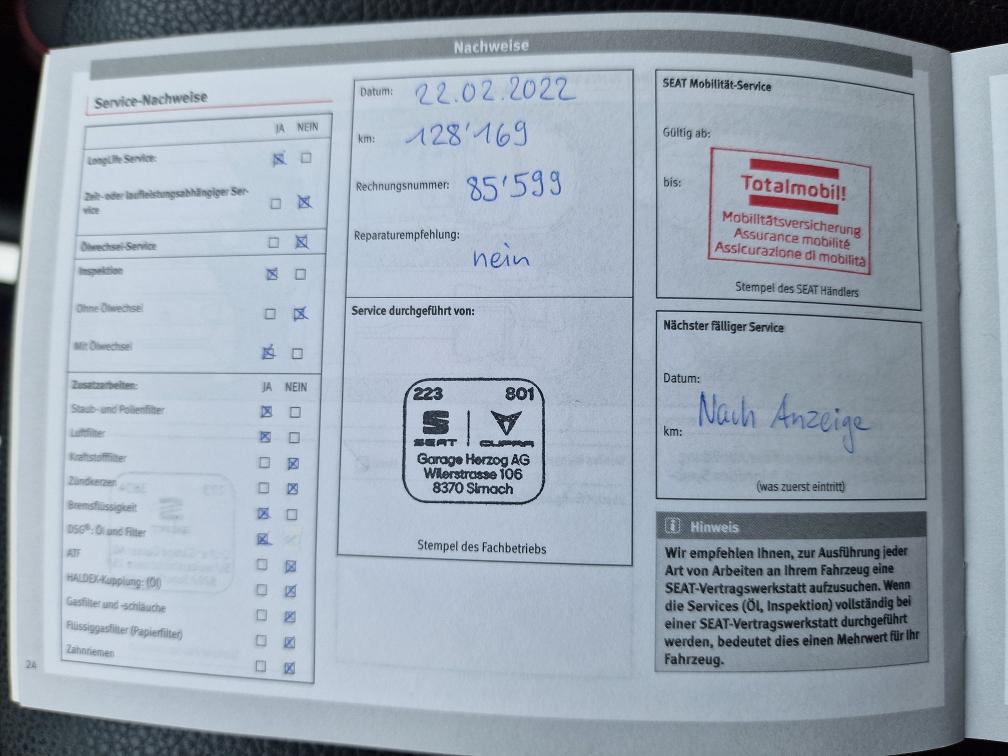 Nachweise
Service-Nachweise
JA NEIN
LongLife Service:
Zeit- oder laufleistungsabhängiger Ser-
vice
Ölwechsel-Service
Inspektion
Ohne Ölwechsel
Mit Ölwechsel
Zusatzarbeiten: JA NEIN
Staub- und Pollenfilter
Luftfilter
Kraftstofffilter
Zündkerzen
Bremsflüssigkeit
DSG®: Öl und Filter
ATF
HALDEX-Kupplung: (Öl)
Gasfilter und -schläuche
Flüssiggasfilter (Papierfilter)
Zahnriemen
24
Datum: 22.02.2022
km: 128'169
Rechnungsnummer: 85'599
Reparaturempfehlung:
nein
Service durchgeführt von:
223 801
SEAT CUPRA
Garage Herzog AG
Wilerstrasse 106
8370 Sirnach
Stempel des Fachbetriebs
SEAT Mobilität-Service
Gültig ab:
bis:
Totalmobil!
Mobilitätsversicherung
Assurance mobilité
Assicurazione di mobilità
Stempel des SEAT Händlers
Nächster fälliger Service
Datum:
Nach Anzeige
km:
(was zuerst eintritt)
i Hinweis
Wir empfehlen Ihnen, zur Ausführung jeder
Art von Arbeiten an Ihrem Fahrzeug eine
SEAT-Vertragswerkstatt aufzusuchen. Wenn
die Services (Öl, Inspektion) vollständig bei
einer SEAT-Vertragswerkstatt durchgeführt
werden, bedeutet dies einen Mehrwert für Ihr
Fahrzeug.